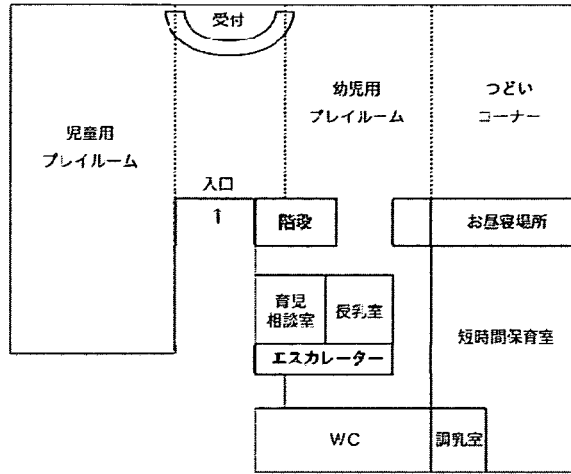 受付
幼児用
プレイルーム
つどい
コーナー
児童用
プレイルーム
入口
↑
階段
お昼寝場所
育児
相談室
授乳室
エスカレーター
短時間保育室
WC
調乳室